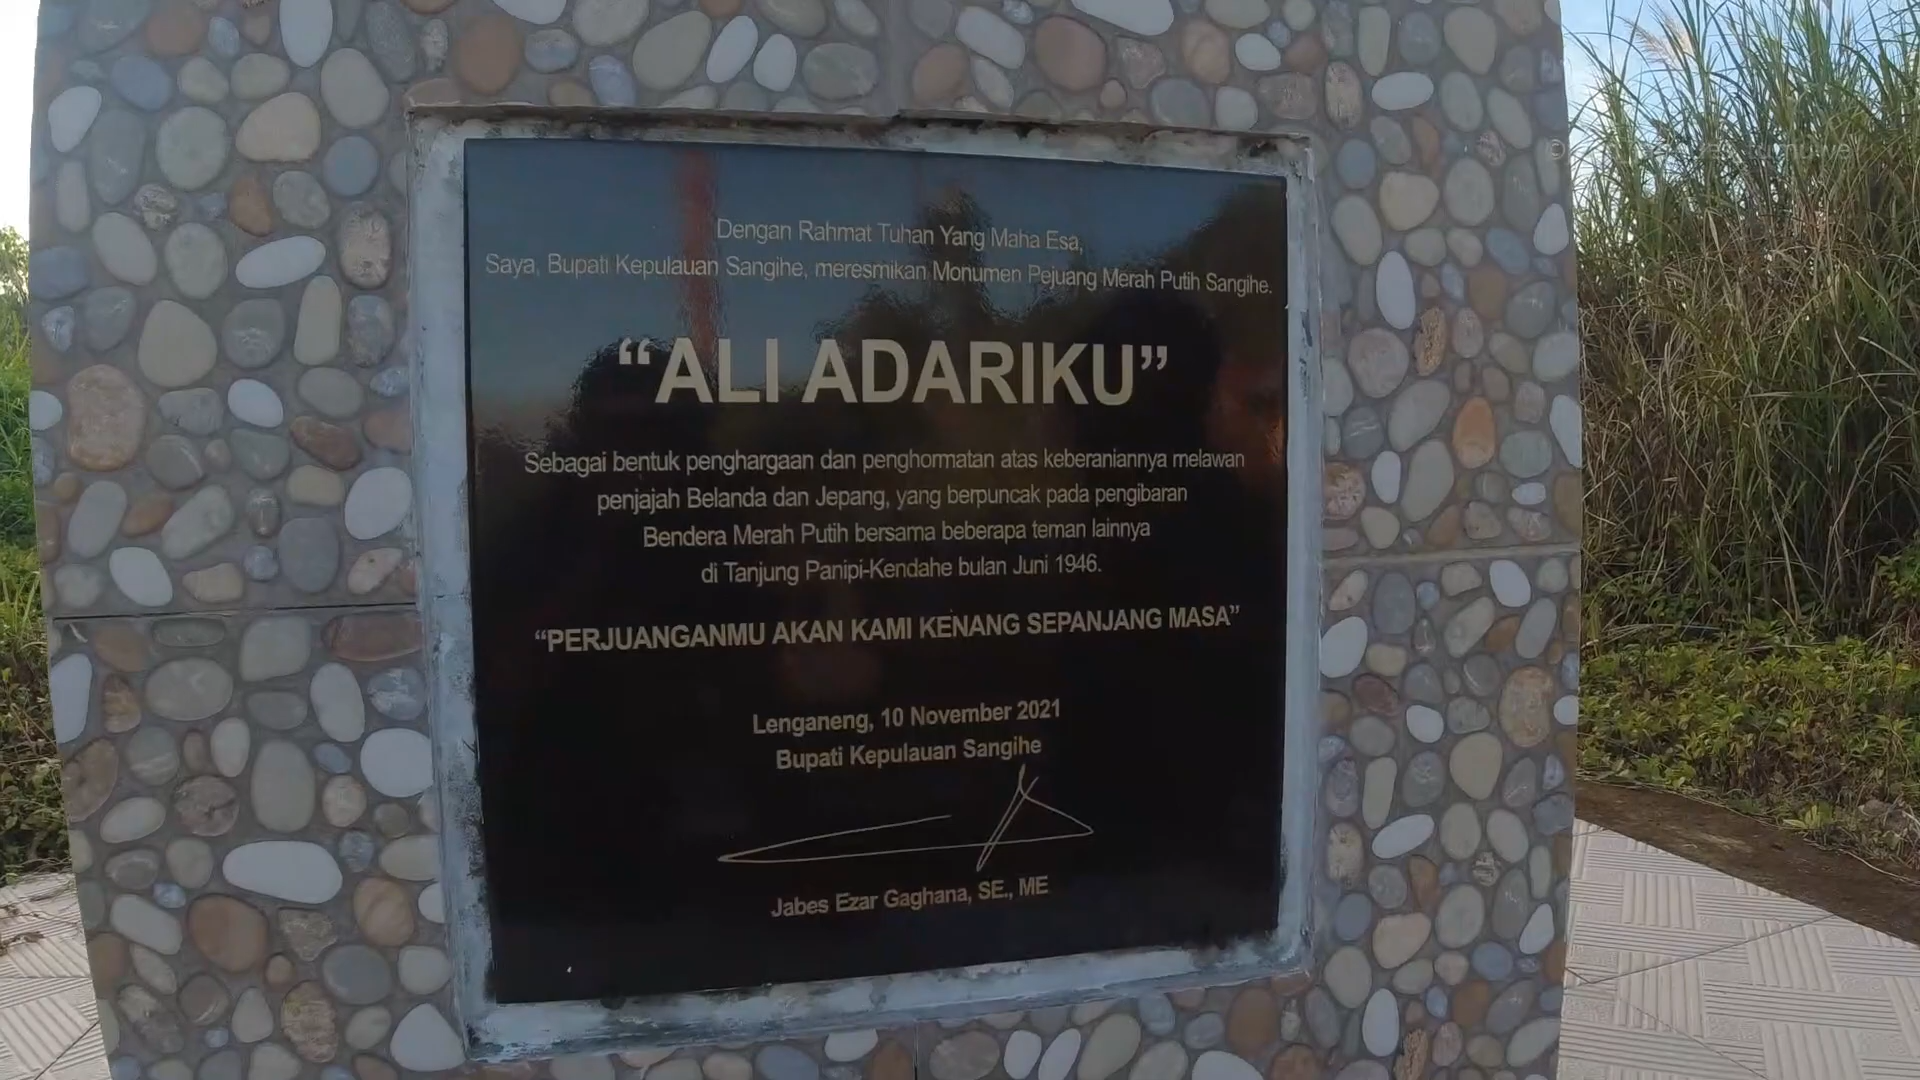 Dengan Rahmat Tuhan Yang Maha Esa,
Saya, Bupati Kepulauan Sangihe, meresmikan Monumen Pejuang Merah Putih Sangihe.
“ALI ADARIKU”
Sebagai bentuk penghargaan dan penghormatan atas keberaniannya melawan
penjajah Belanda dan Jepang, yang berpuncak pada pengibaran
Bendera Merah Putih bersama beberapa teman lainnya
di Tanjung Panipi-Kendahe bulan Juni 1946.
“PERJUANGANMU AKAN KAMI KENANG SEPANJANG MASA”
Lenganeng, 10 November 2021
Bupati Kepulauan Sangihe
Jabes Ezar Gaghana, SE., ME